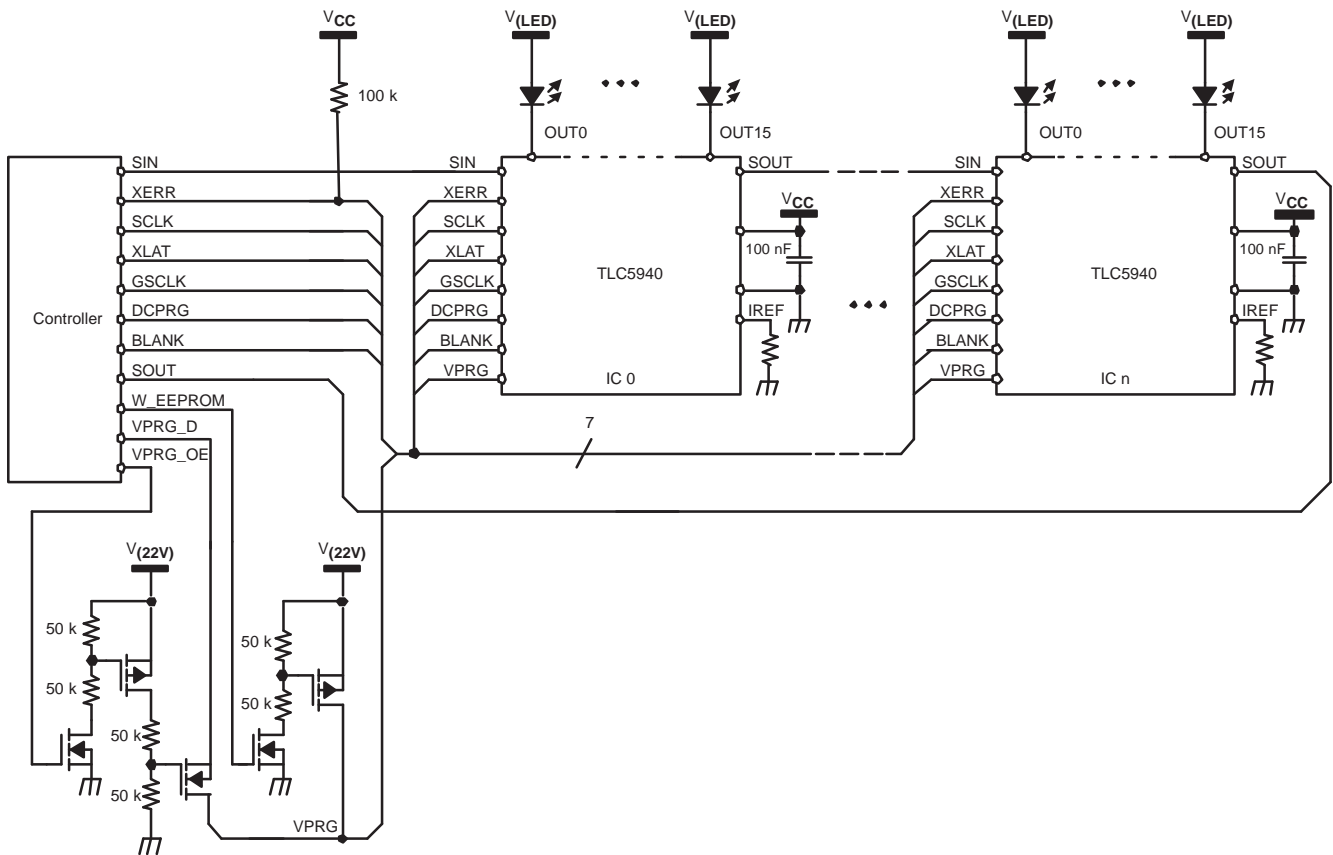 VCC
V(LED)
V(LED)
V(LED)
V(LED)
100 k
OUT0
OUT15
OUT0
OUT15
SIN
SIN
SOUT
SIN
SOUT
XERR
XERR
VCC
XERR
VCC
SCLK
SCLK
SCLK
100 nF
100 nF
XLAT
XLAT
TLC5940
XLAT
TLC5940
GSCLK
GSCLK
GSCLK
Controller
DCPRG
DCPRG
IREF
DCPRG
IREF
BLANK
BLANK
BLANK
SOUT
VPRG
IC 0
VPRG
IC n
W_EEPROM
VPRG_D
7
VPRG_OE
V(22V)
V(22V)
50 k
50 k
50 k
50 k
50 k
50 k
VPRG